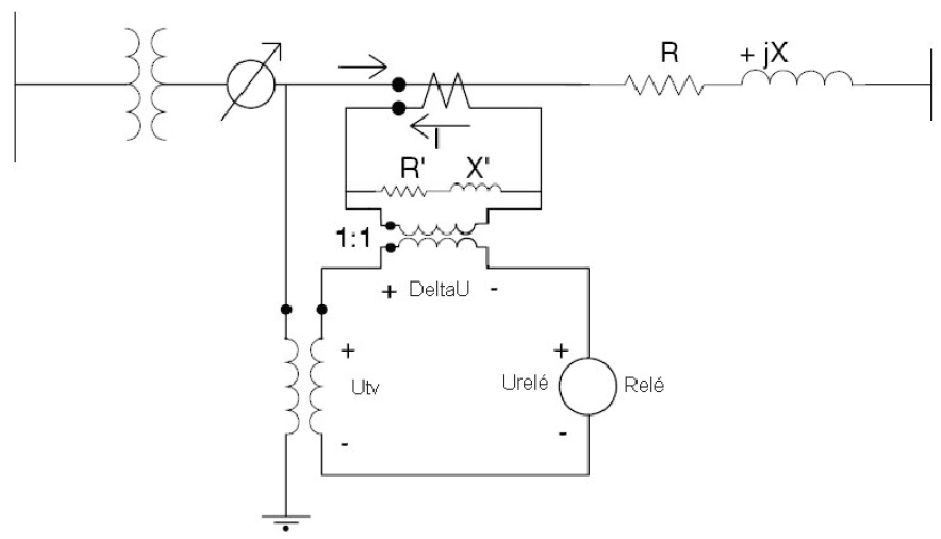 R + jX
I
R' X"
1:1
+ DeltaU -
+ +
Utv Urelé Relé
- -